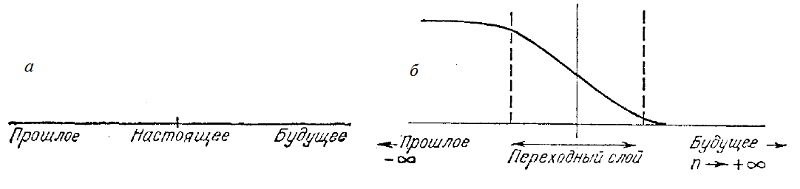 а
Прошлое Настоящее Будущее
б
Прошлое Переходный слой Будущее
-∞ n → +∞